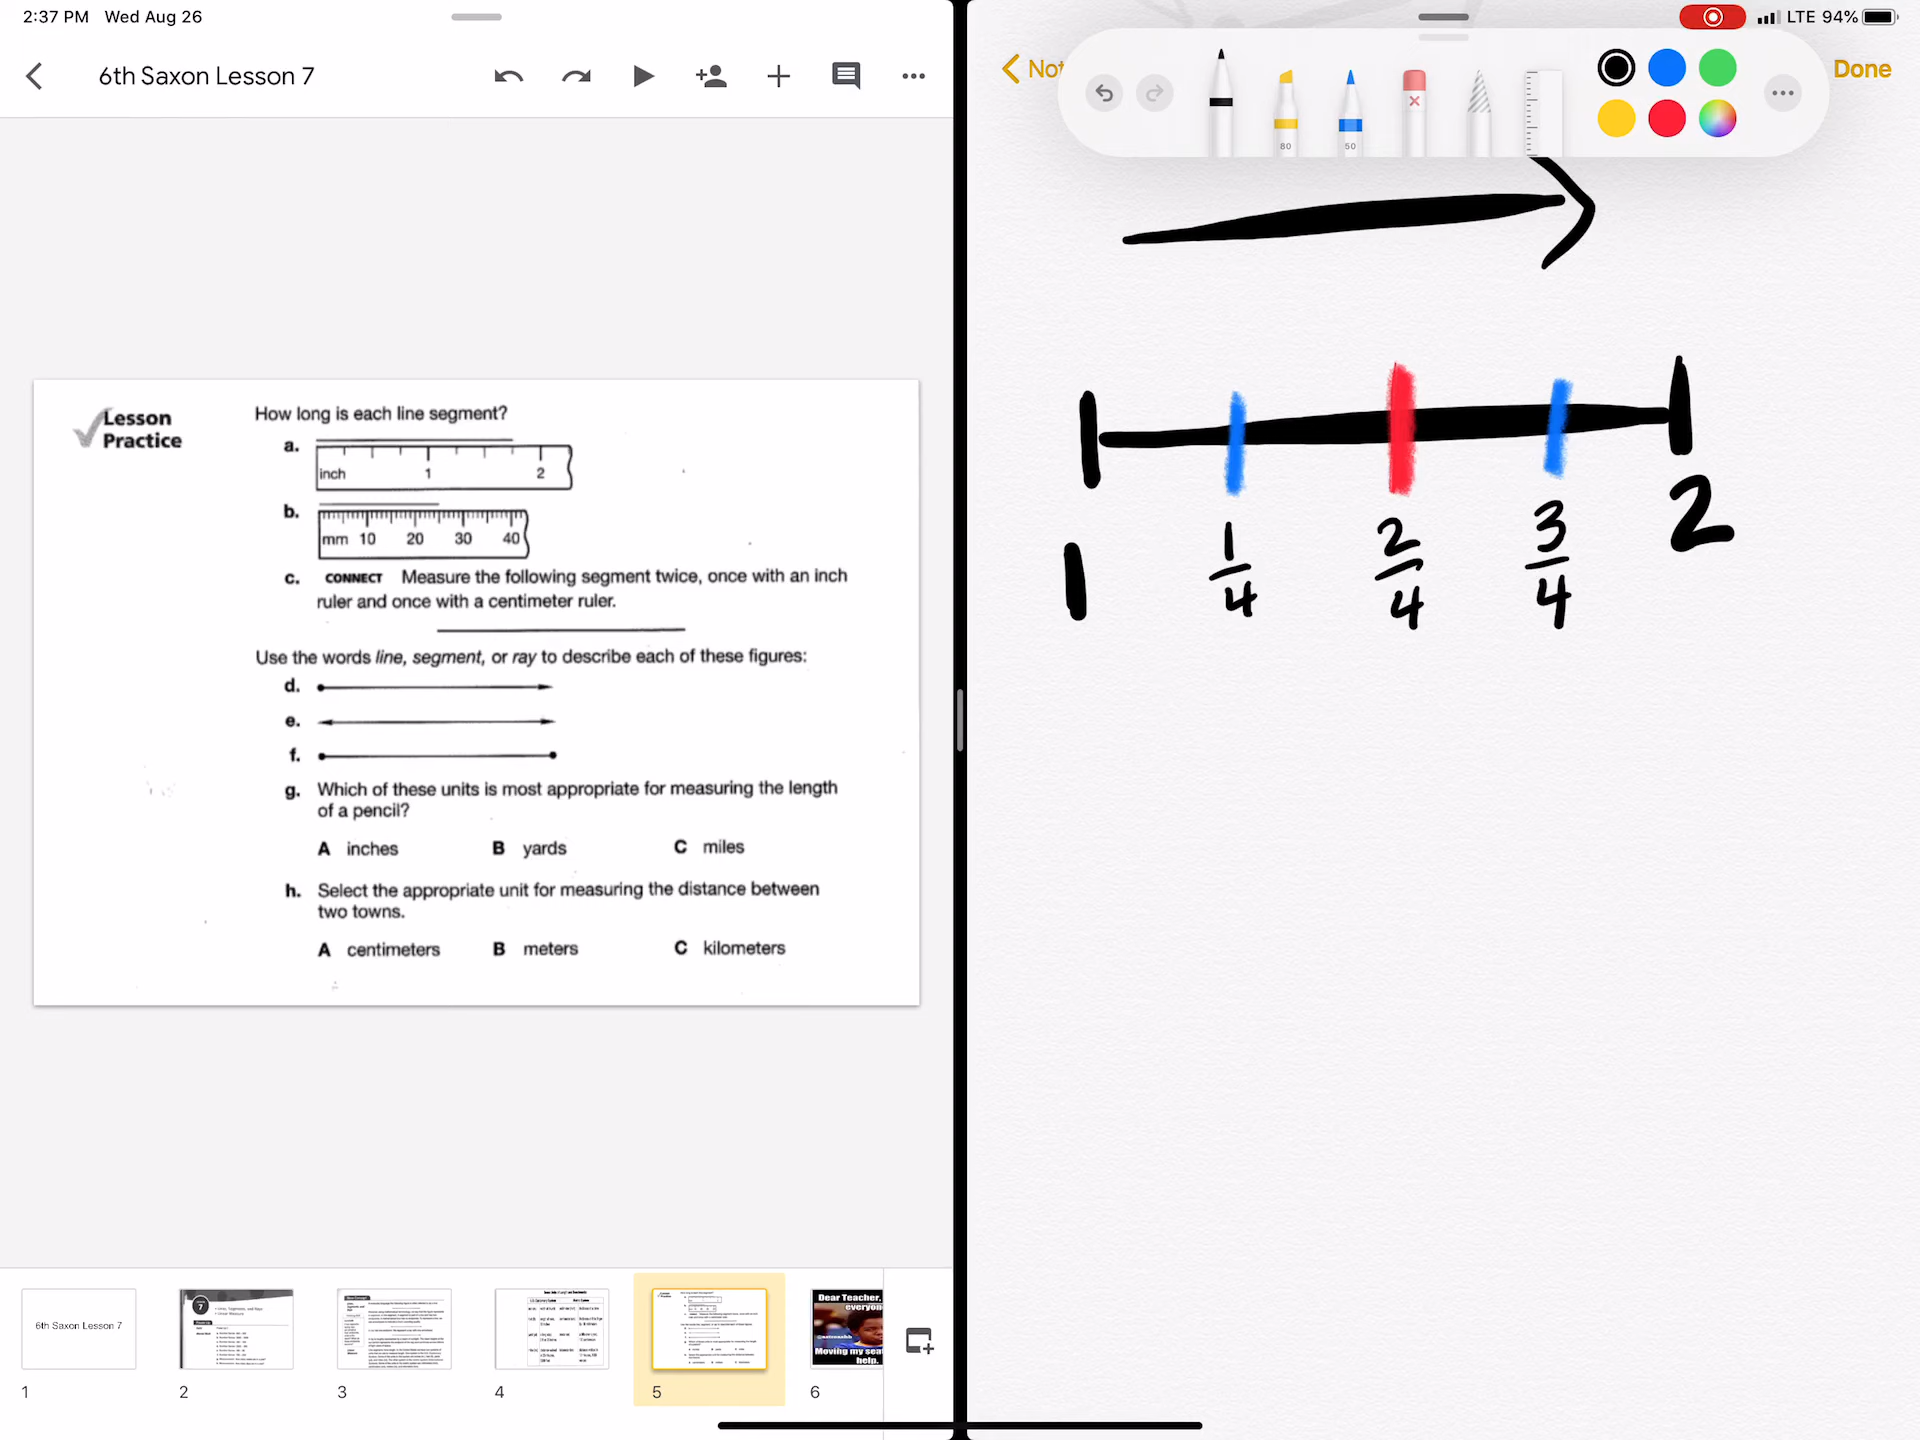 2:37 PM Wed Aug 26
LTE 94%
6th Saxon Lesson 7
Not
Done
80
50
Lesson
Practice
How long is each line segment?
a.
inch 1 2
b.
mm 10 20 30 40
c. CONNECT Measure the following segment twice, once with an inch
ruler and once with a centimeter ruler.
Use the words line, segment, or ray to describe each of these figures:
d.
e.
f.
g. Which of these units is most appropriate for measuring the length
of a pencil?
A inches B yards C miles
h. Select the appropriate unit for measuring the distance between
two towns.
A centimeters B meters C kilometers
1 1/4 2/4 3/4 2
6th Saxon Lesson 7
7
Dear Teacher,
everyon
Moving my sea
help.
1 2 3 4 5 6